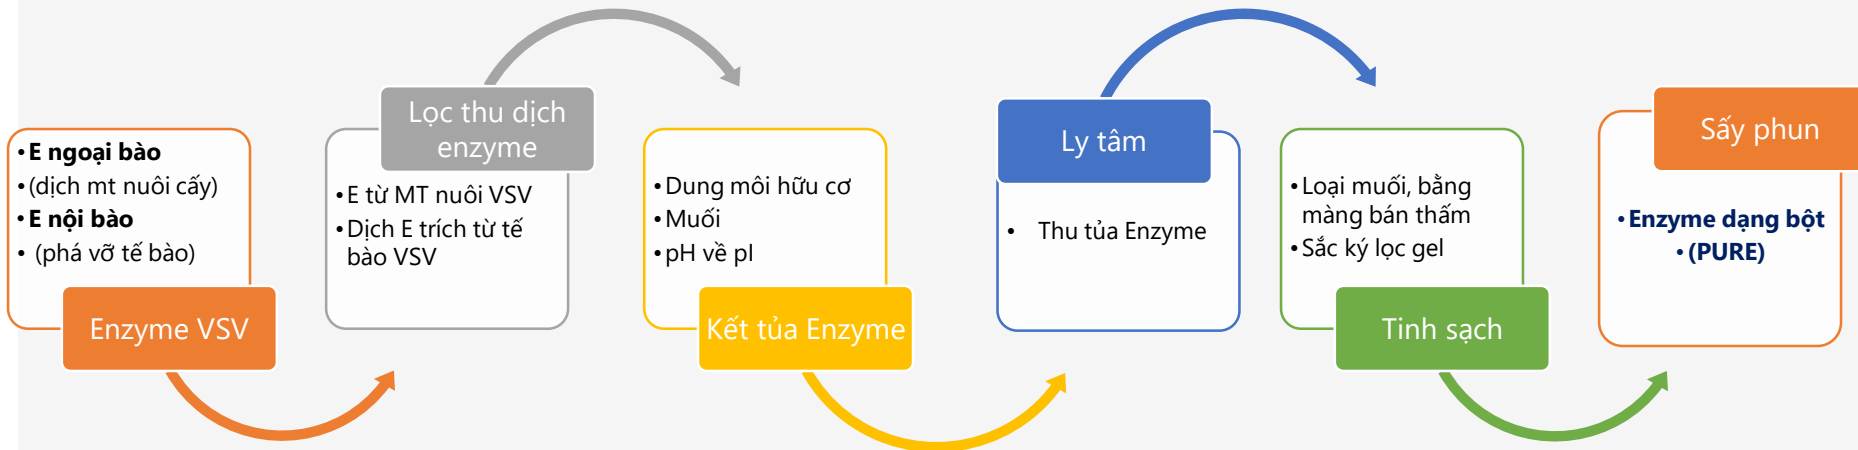 • E ngoại bào
• (dịch mt nuôi cấy)
• E nội bào
• (phá vỡ tế bào)
Enzyme VSV
Lọc thu dịch
enzyme
• E từ MT nuôi VSV
• Dịch E trích từ tế
bào VSV
• Dung môi hữu cơ
• Muối
• pH về pI
Kết tủa Enzyme
Ly tâm
• Thu tủa Enzyme
• Loại muối, bằng
màng bán thấm
• Sắc ký lọc gel
Tinh sạch
Sấy phun
• Enzyme dạng bột
• (PURE)